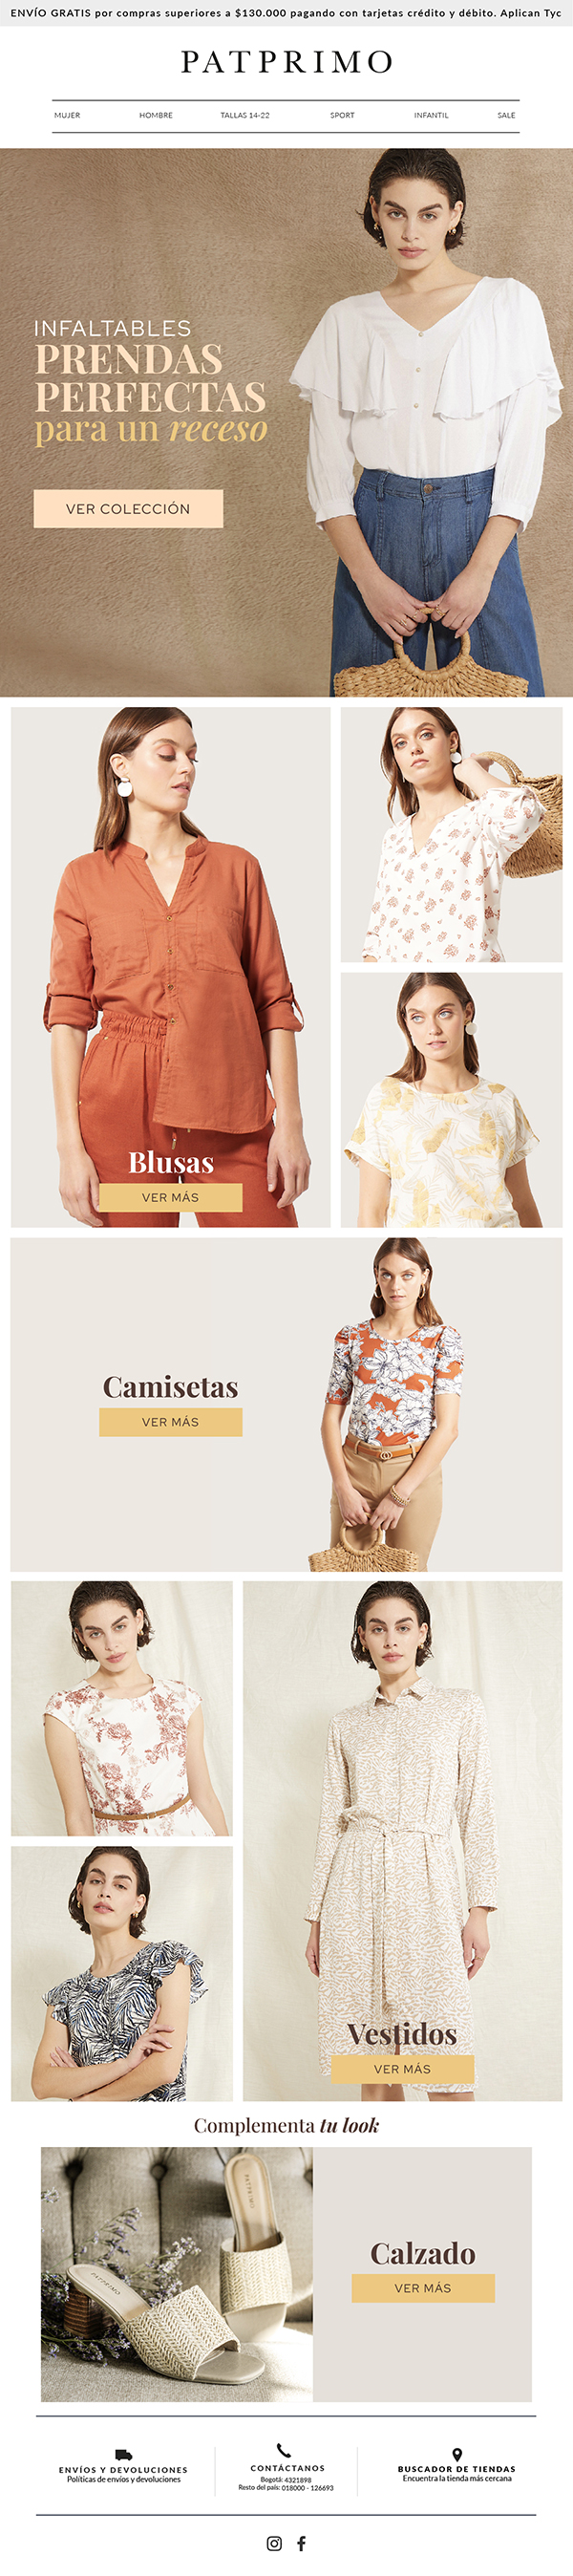 ENVÍO GRATIS por compras superiores a $130.000 pagando con tarjetas crédito y débito. Aplican Tyc
PATPRIMO
MUJER HOMBRE TALLAS 14-22 SPORT INFANTIL SALE
INFALTABLES
PRENDAS
PERFECTAS
para un receso
VER COLECCIÓN
Blusas
VER MÁS
Camisetas
VER MÁS
Vestidos
VER MÁS
Complementa tu look
PATPRIMO
PATPRIMO
Calzado
VER MÁS
ENVÍOS Y DEVOLUCIONES
Políticas de envíos y devoluciones
CONTÁCTANOS
Bogotá: 4321898
Resto del país: 018000 - 126693
BUSCADOR DE TIENDAS
Encuentra la tienda más cercana